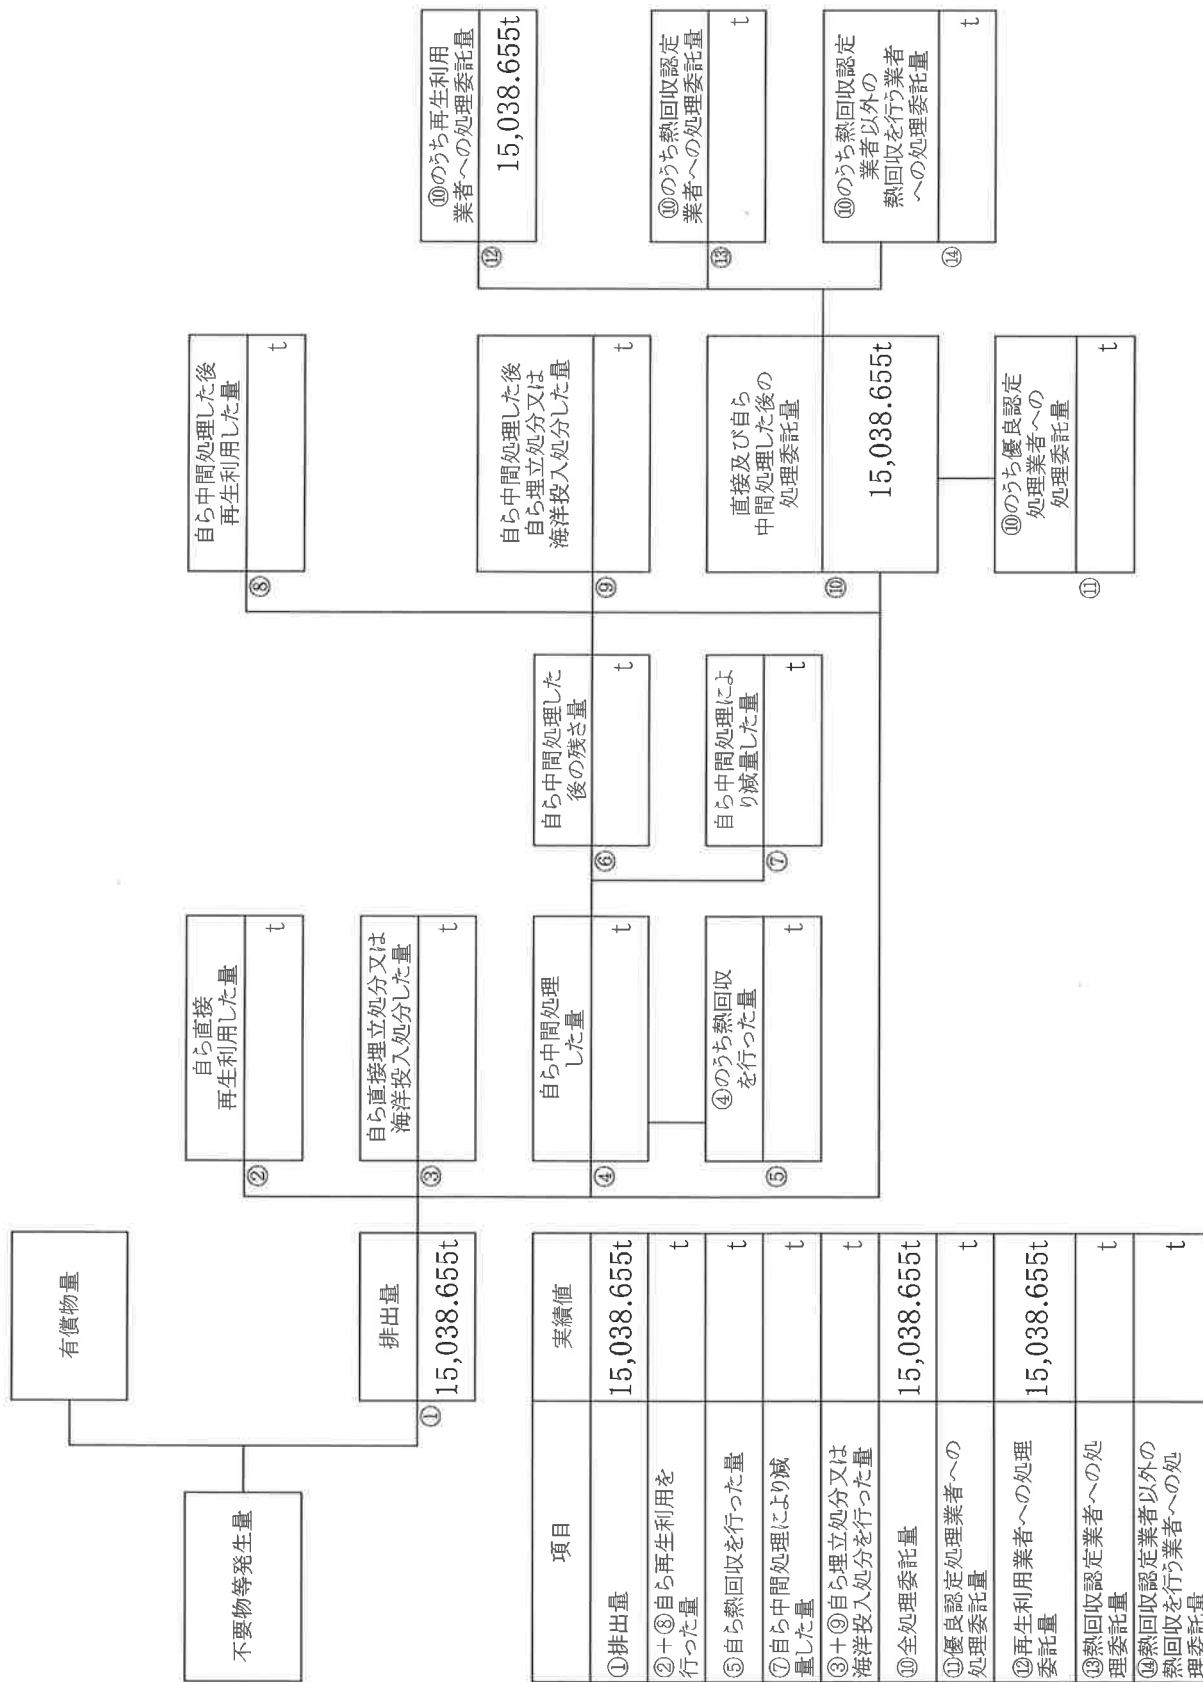 不要物等発生量
有償物量
①
排出量
15,038.655t
②
自ら直接
再生利用した量
t
③
自ら直接埋立処分又は
海洋投入処分した量
t
④
自ら中間処理
した量
t
⑤
④のうち熱回収
を行った量
t
⑥
自ら中間処理した
後の残さ量
t
⑦
自ら中間処理によ
り減量した量
t
⑧
自ら中間処理した後
再生利用した量
t
⑨
自ら中間処理した後
自ら埋立処分又は
海洋投入処分した量
t
⑩
直接及び自ら
中間処理した後の
処理委託量
15,038.655t
⑪
⑩のうち優良認定
処理業者への
処理委託量
t
⑫
⑩のうち再生利用
業者への処理委託量
15,038.655t
⑬
⑩のうち熱回収認定
業者への処理委託量
t
⑭
⑩のうち熱回収認定
業者以外の
熱回収を行う業者
への処理委託量
t
項目
実績値
①排出量
15,038.655t
②+⑧自ら再生利用を
行った量
t
⑤自ら熱回収を行った量
t
⑦自ら中間処理により減
量した量
t
③+⑨自ら埋立処分又は
海洋投入処分を行った量
t
⑩全処理委託量
15,038.655t
⑪優良認定処理業者への
処理委託量
t
⑫再生利用業者への処理
委託量
15,038.655t
⑬熱回収認定業者への処
理委託量
t
⑭熱回収認定業者以外の
熱回収を行う業者への処
理委託量
t